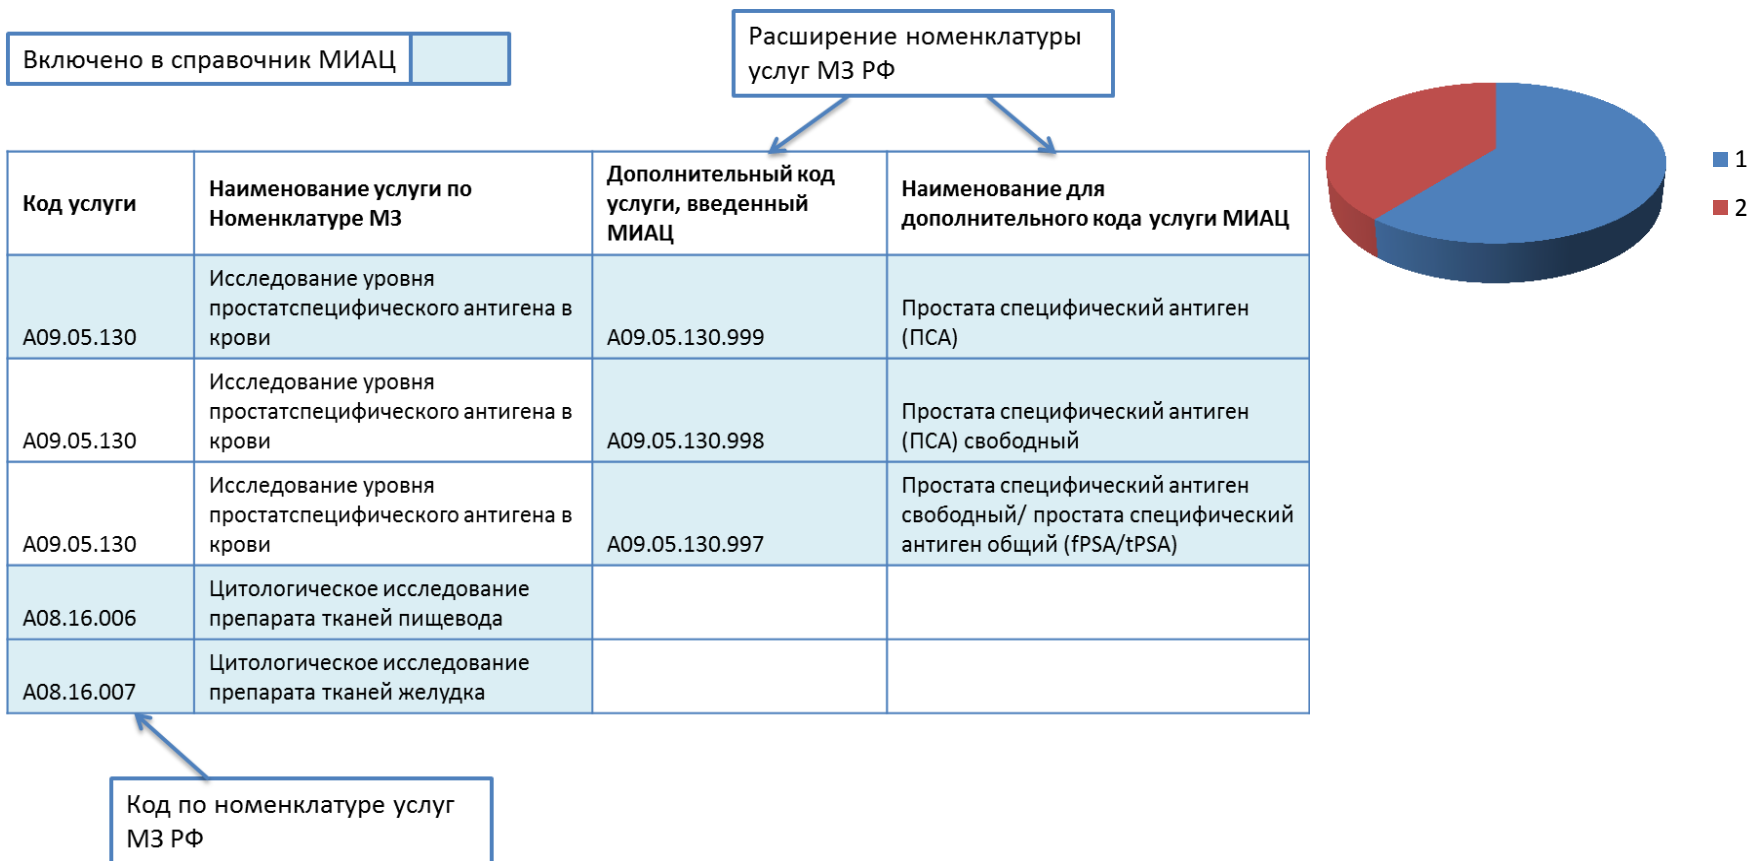 Включено в справочник МИАЦ
Расширение номенклатуры
услуг МЗ РФ
Код услуги
Наименование услуги по
Номенклатуре МЗ
Дополнительный код
услуги, введенный
МИАЦ
Наименование для
дополнительного кода услуги МИАЦ
A09.05.130
Исследование уровня
простатспецифического антигена в
крови
A09.05.130.999
Простата специфический антиген
(ПСА)
A09.05.130
Исследование уровня
простатспецифического антигена в
крови
A09.05.130.998
Простата специфический антиген
(ПСА) свободный
A09.05.130
Исследование уровня
простатспецифического антигена в
крови
A09.05.130.997
Простата специфический антиген
свободный/ простата специфический
антиген общий (fPSA/tPSA)
A08.16.006
Цитологическое исследование
препарата тканей пищевода
A08.16.007
Цитологическое исследование
препарата тканей желудка
Код по номенклатуре услуг
МЗ РФ
1
2